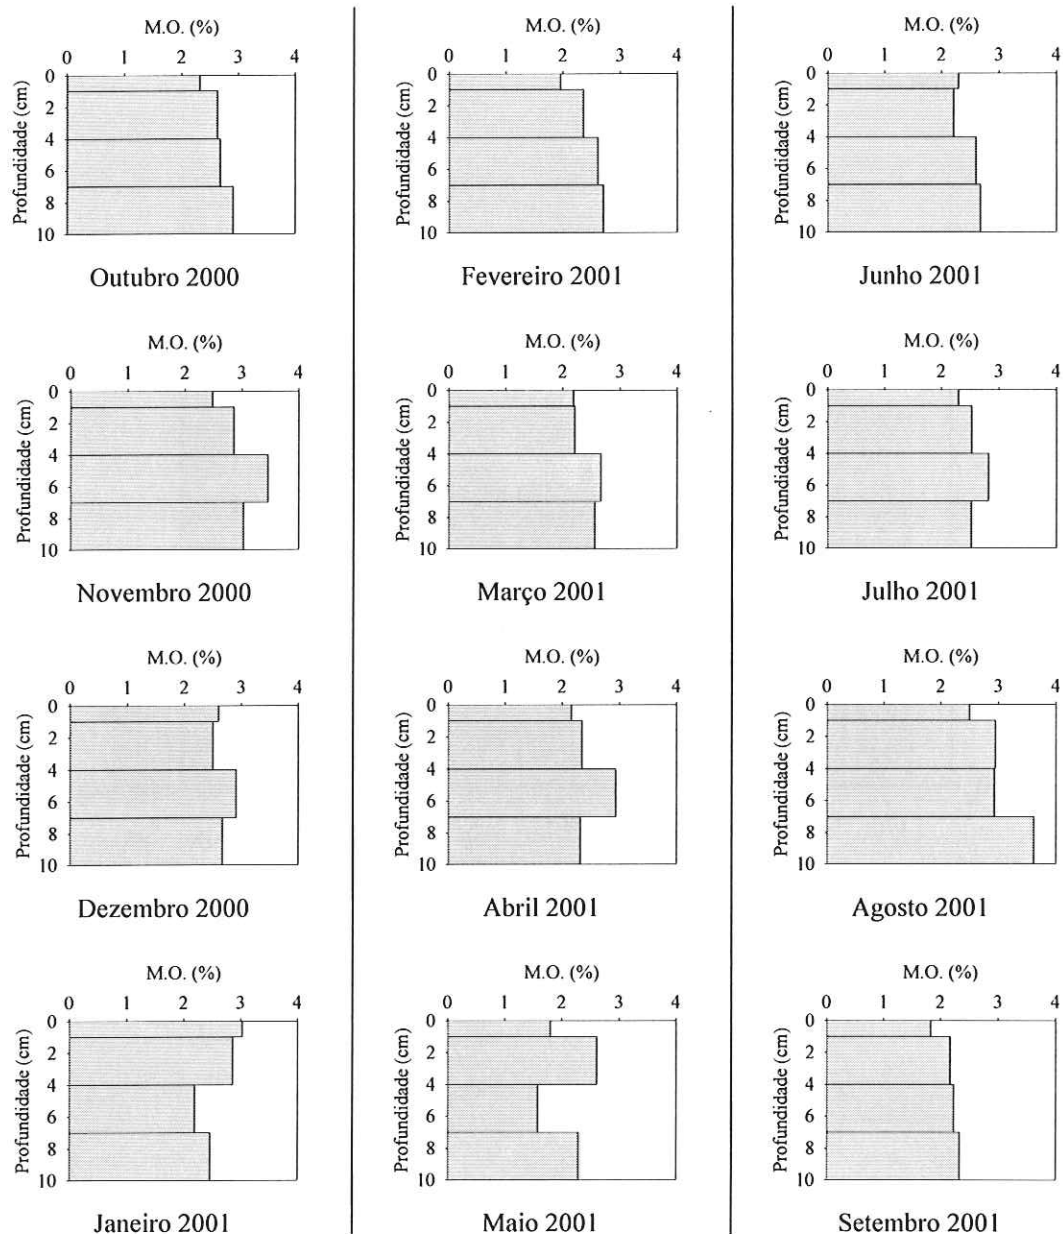 M.O. (%)
0 1 2 3 4
Profundidade (cm)
0
2
4
6
8
10
Outubro 2000
M.O. (%)
0 1 2 3 4
Profundidade (cm)
0
2
4
6
8
10
Novembro 2000
M.O. (%)
0 1 2 3 4
Profundidade (cm)
0
2
4
6
8
10
Dezembro 2000
M.O. (%)
0 1 2 3 4
Profundidade (cm)
0
2
4
6
8
10
Janeiro 2001
M.O. (%)
0 1 2 3 4
Profundidade (cm)
0
2
4
6
8
10
Fevereiro 2001
M.O. (%)
0 1 2 3 4
Profundidade (cm)
0
2
4
6
8
10
Março 2001
M.O. (%)
0 1 2 3 4
Profundidade (cm)
0
2
4
6
8
10
Abril 2001
M.O. (%)
0 1 2 3 4
Profundidade (cm)
0
2
4
6
8
10
Maio 2001
M.O. (%)
0 1 2 3 4
Profundidade (cm)
0
2
4
6
8
10
Junho 2001
M.O. (%)
0 1 2 3 4
Profundidade (cm)
0
2
4
6
8
10
Julho 2001
M.O. (%)
0 1 2 3 4
Profundidade (cm)
0
2
4
6
8
10
Agosto 2001
M.O. (%)
0 1 2 3 4
Profundidade (cm)
0
2
4
6
8
10
Setembro 2001